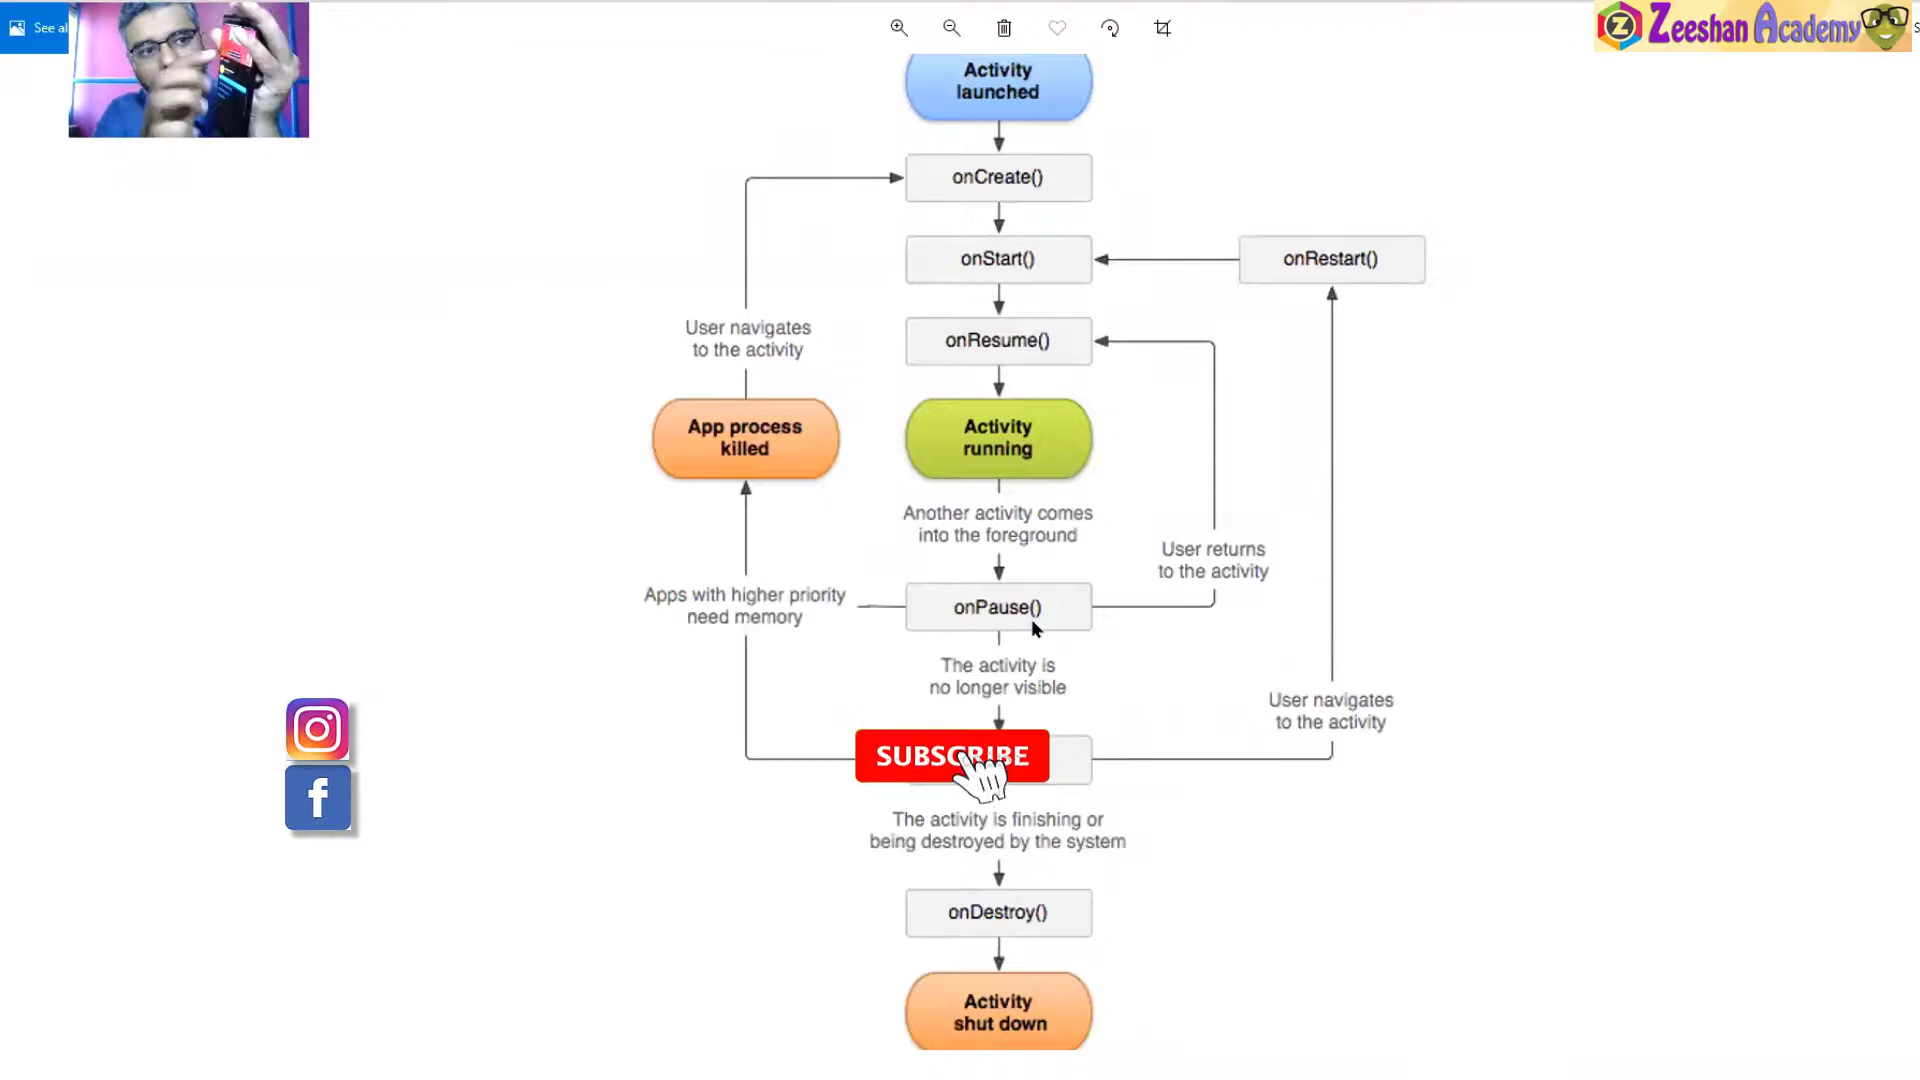 See al
Zeeshan Academy
S
Activity
launched
onCreate()
onStart()
onRestart()
onResume()
User navigates
to the activity
App process
killed
Activity
running
Another activity comes
into the foreground
User returns
to the activity
Apps with higher priority
need memory
onPause()
The activity is
no longer visible
User navigates
to the activity
SUBSCRIBE
The activity is finishing or
being destroyed by the system
onDestroy()
Activity
shut down